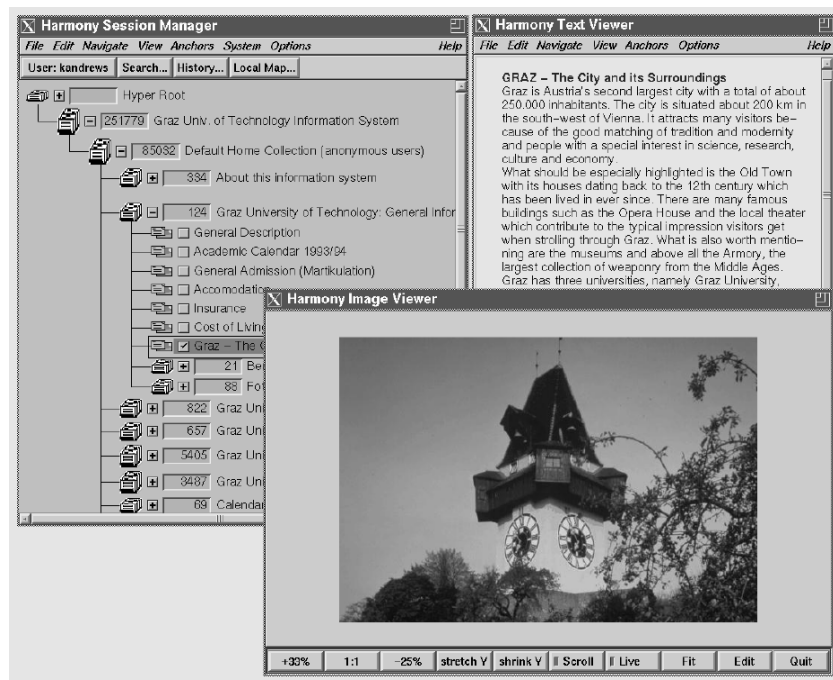 Harmony Session Manager
File Edit Navigate View Anchors System Options Help
User: kandrews Search... History... Local Map...
Hyper Root
251779 Graz Univ. of Technology Information System
85032 Default Home Collection (anonymous users)
334 About this information system
124 Graz University of Technology: General Infor
General Description
Academic Calendar 1993/94
General Admission (Martikulation)
Accomodation
Insurance
Cost of Living
Graz – The C
21 Be
88 Fot
822 Graz Uni
657 Graz Uni
5405 Graz Uni
3487 Graz Uni
69 Calendar
Harmony Text Viewer
File Edit Navigate View Anchors Options Help
GRAZ – The City and its Surroundings
Graz is Austria's second largest city with a total of about
250.000 inhabitants. The city is situated about 200 km in
the south–west of Vienna. It attracts many visitors be–
cause of the good matching of tradition and modernity
and people with a special interest in science, research,
culture and economy.
What should be especially highlighted is the Old Town
with its houses dating back to the 12th century which
has been lived in ever since. There are many famous
buildings such as the Opera House and the local theater
which contribute to the typical impression visitors get
when strolling through Graz. What is also worth mentio–
ning are the museums and above all the Armory, the
largest collection of weaponry from the Middle Ages.
Graz has three universities, namely Graz University,
Harmony Image Viewer
+33% 1:1 −25% stretch Y shrink Y Scroll Live Fit Edit Quit